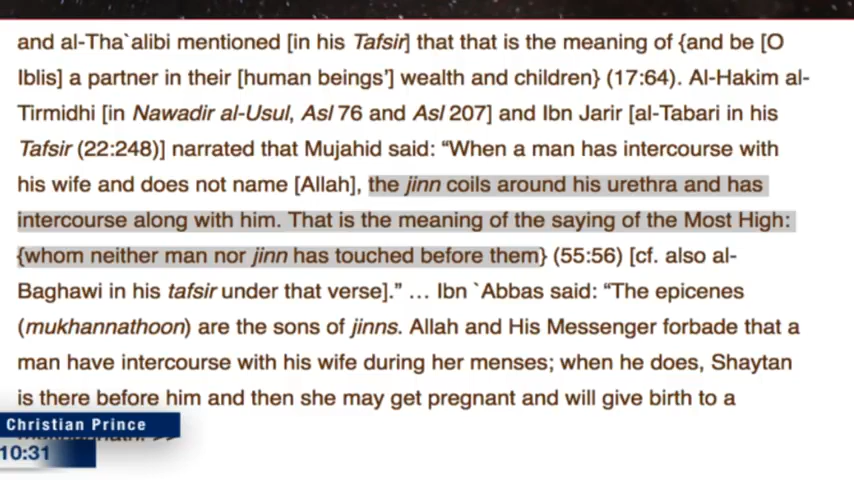 and al-Tha`alibi mentioned [in his Tafsir] that that is the meaning of {and be [O
Iblis] a partner in their [human beings'] wealth and children} (17:64). Al-Hakim al-
Tirmidhi [in Nawadir al-Usul, Asl 76 and Asl 207] and Ibn Jarir [al-Tabari in his
Tafsir (22:248)] narrated that Mujahid said: “When a man has intercourse with
his wife and does not name [Allah], the jinn coils around his urethra and has
intercourse along with him. That is the meaning of the saying of the Most High:
{whom neither man nor jinn has touched before them} (55:56) [cf. also al-
Baghawi in his tafsir under that verse].” … Ibn `Abbas said: “The epicenes
(mukhannathoon) are the sons of jinns. Allah and His Messenger forbade that a
man have intercourse with his wife during her menses; when he does, Shaytan
is there before him and then she may get pregnant and will give birth to a
Christian Prince
10:31